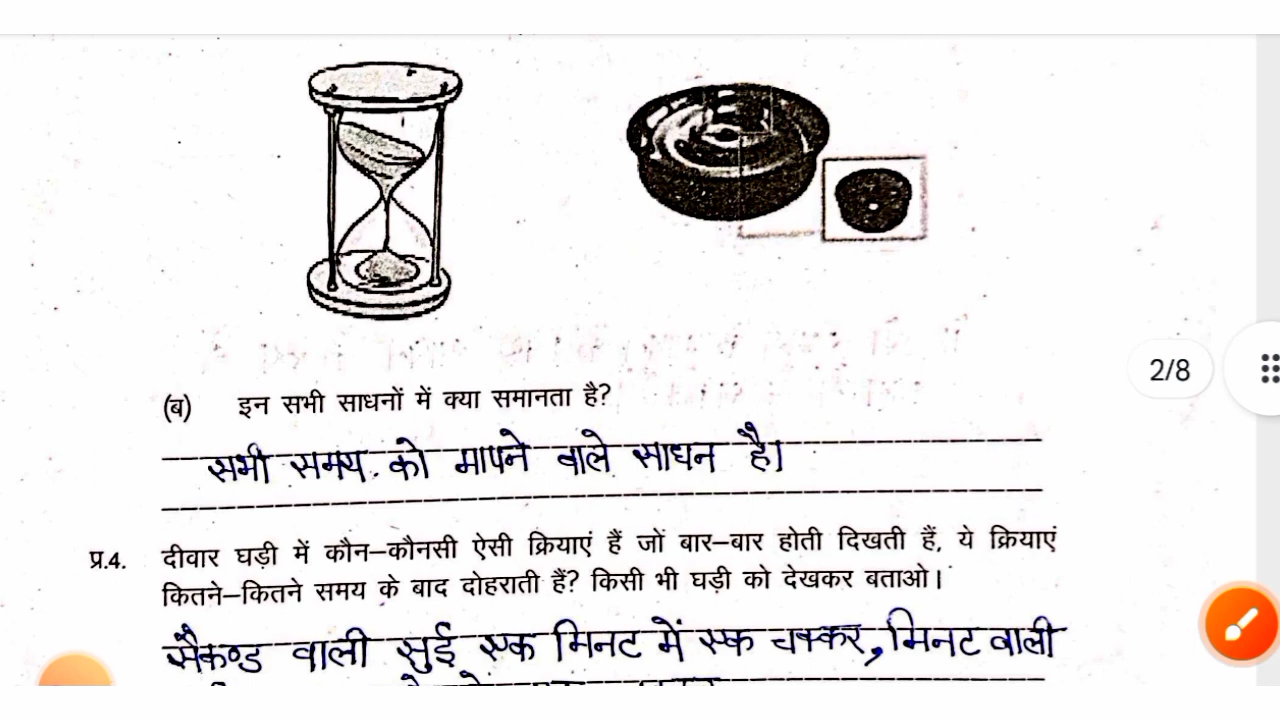 (ब) इन सभी साधनों में क्या समानता है?
सभी समय को मापने वाले साधन है।
प्र.4. दीवार घड़ी में कौन–कौनसी ऐसी क्रियाएं हैं जों बार–बार होती दिखती हैं, ये क्रियाएं
कितने–कितने समय के बाद दोहराती हैं? किसी भी घड़ी को देखकर बताओ।
सैकण्ड वाली सुई एक मिनट में एक चक्कर, मिनट वाली
2/8